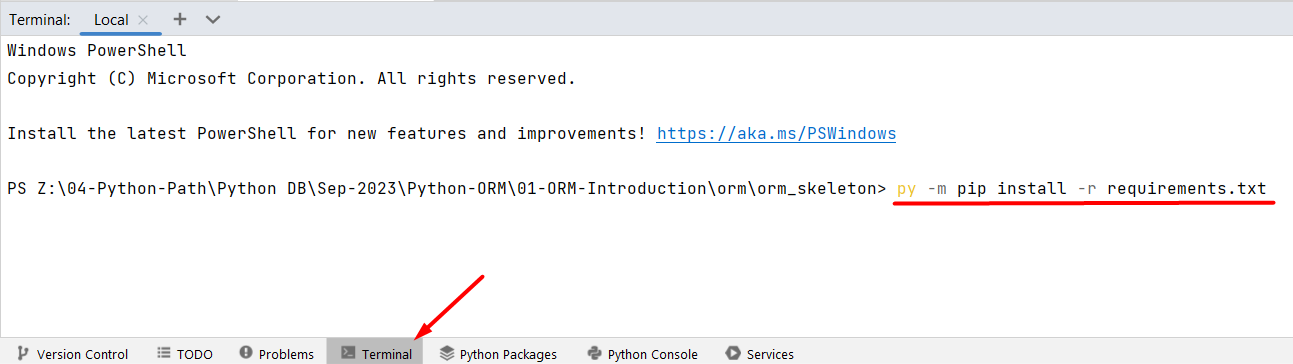 Terminal: Local
Windows PowerShell
Copyright (C) Microsoft Corporation. All rights reserved.
Install the latest PowerShell for new features and improvements! https://aka.ms/PSWindows
PS Z:\04-Python-Path\Python DB\Sep-2023\Python-ORM\01-ORM-Introduction\orm\orm_skeleton> py -m pip install -r requirements.txt
Version Control TODO Problems Terminal Python Packages Python Console Services